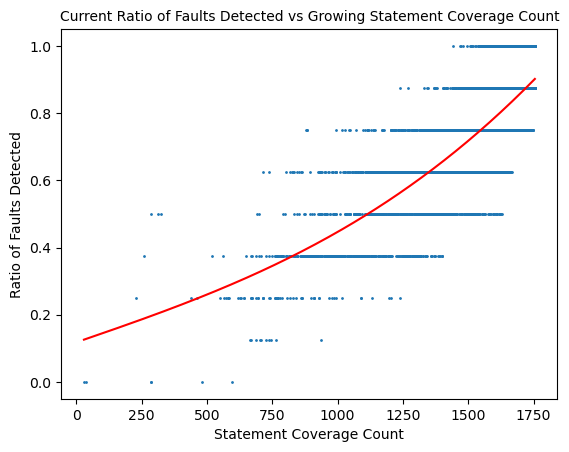 Current Ratio of Faults Detected vs Growing Statement Coverage Count
1.0
0.8
0.6
0.4
0.2
0.0
Ratio of Faults Detected
0 250 500 750 1000 1250 1500 1750
Statement Coverage Count